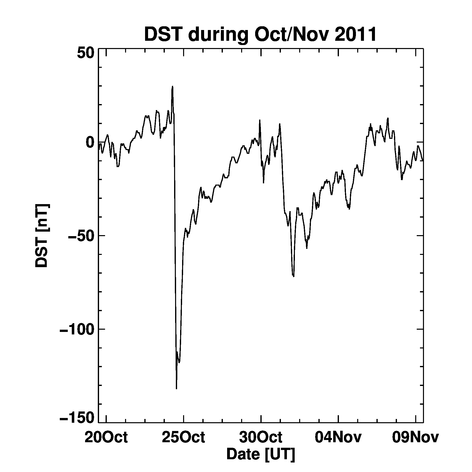 DST during Oct/Nov 2011
50
0
−50
−100
−150
DST [nT]
20Oct 25Oct 30Oct 04Nov 09Nov
Date [UT]